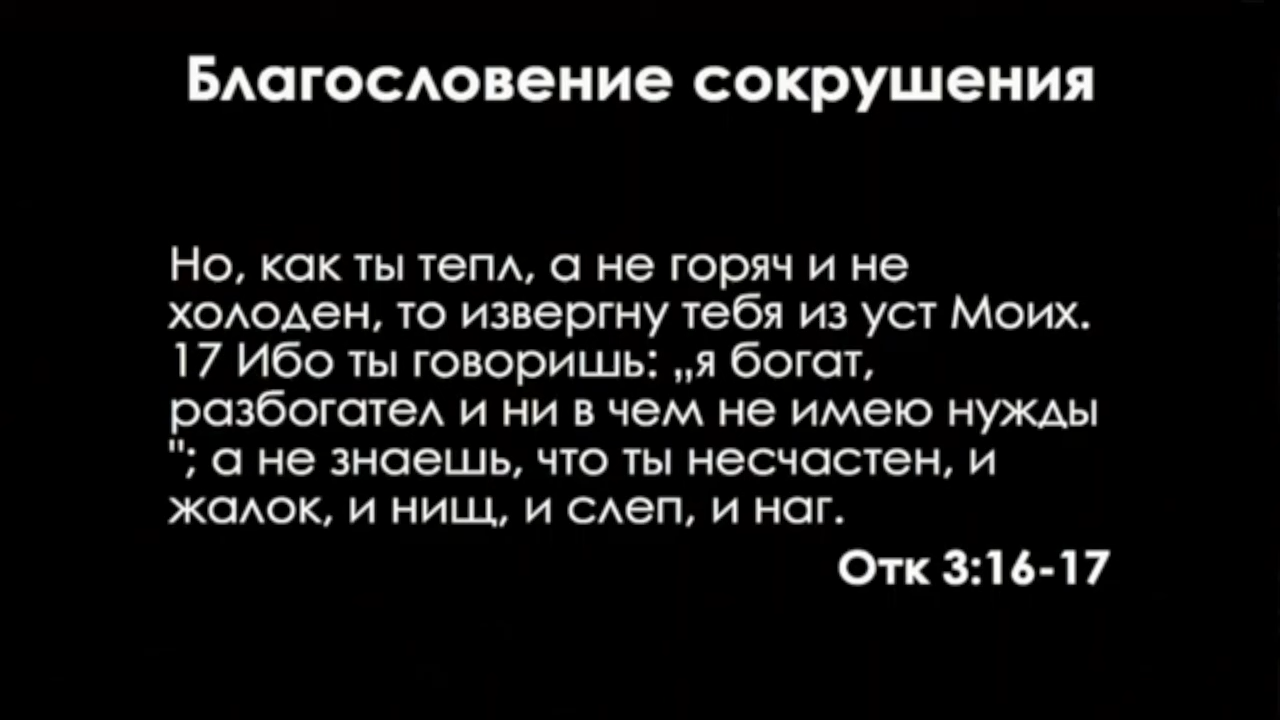 Благословение сокрушения
Но, как ты тепл, а не горяч и не
холоден, то извергну тебя из уст Моих.
17 Ибо ты говоришь: „я богат,
разбогател и ни в чем не имею нужды
"; а не знаешь, что ты несчастен, и
жалок, и нищ, и слеп, и наг.
Отк 3:16-17